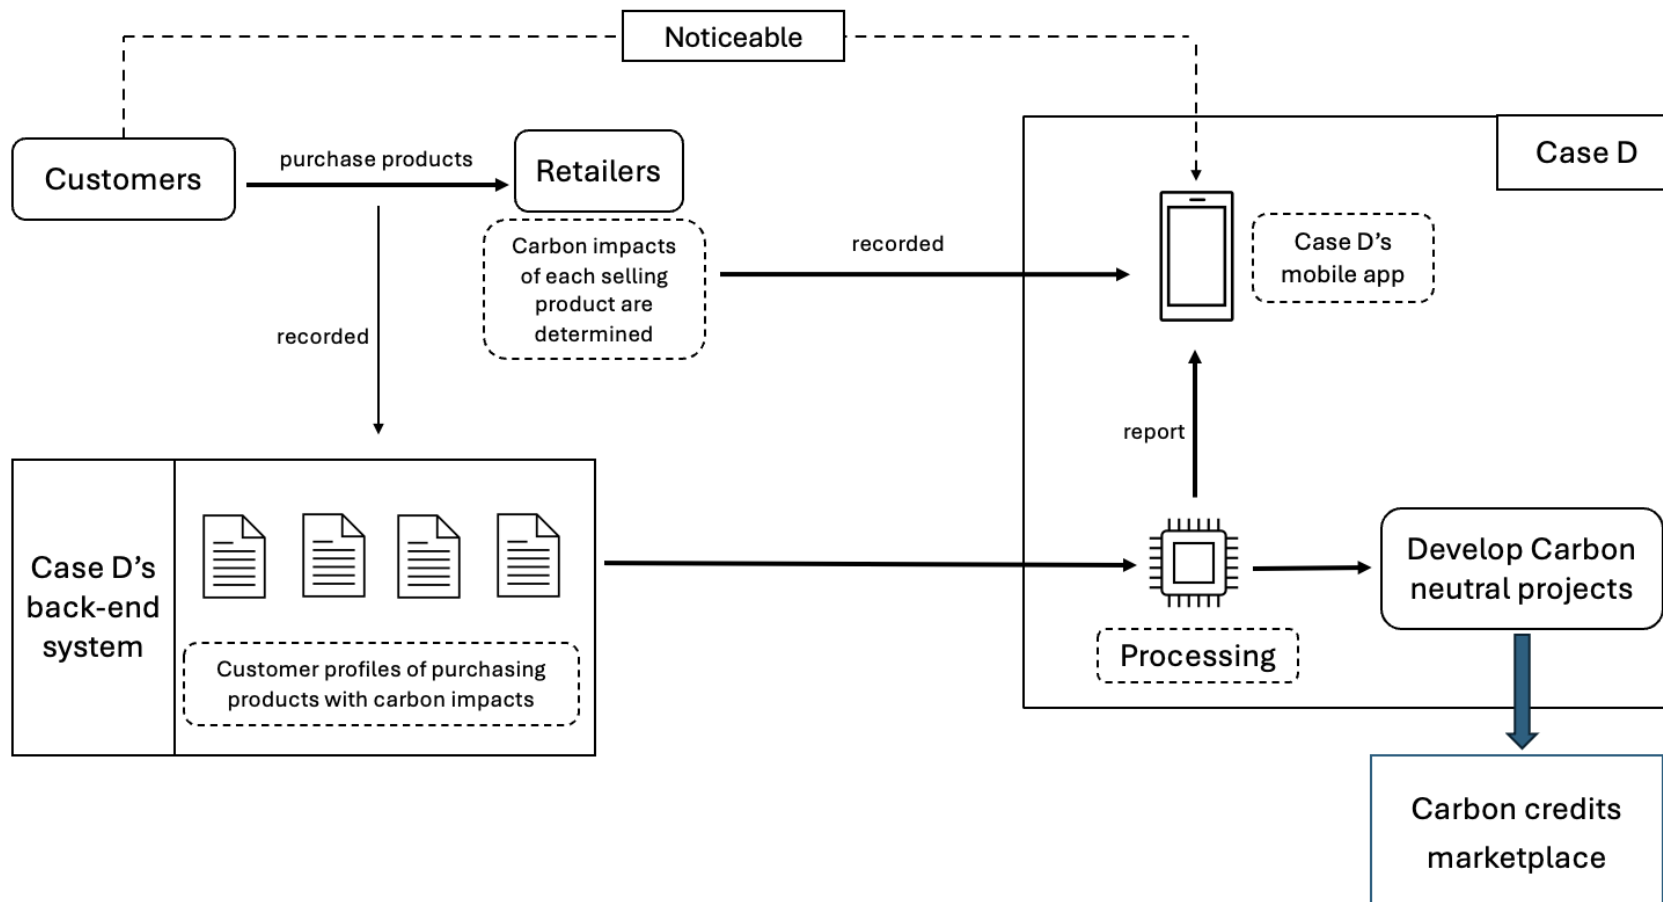 Noticeable
Case D
Customers
purchase products
Retailers
Carbon impacts
of each selling
product are
determined
recorded
Case D’s
mobile app
recorded
report
Case D’s
back-end
system
Customer profiles of purchasing
products with carbon impacts
Processing
Develop Carbon
neutral projects
Carbon credits
marketplace